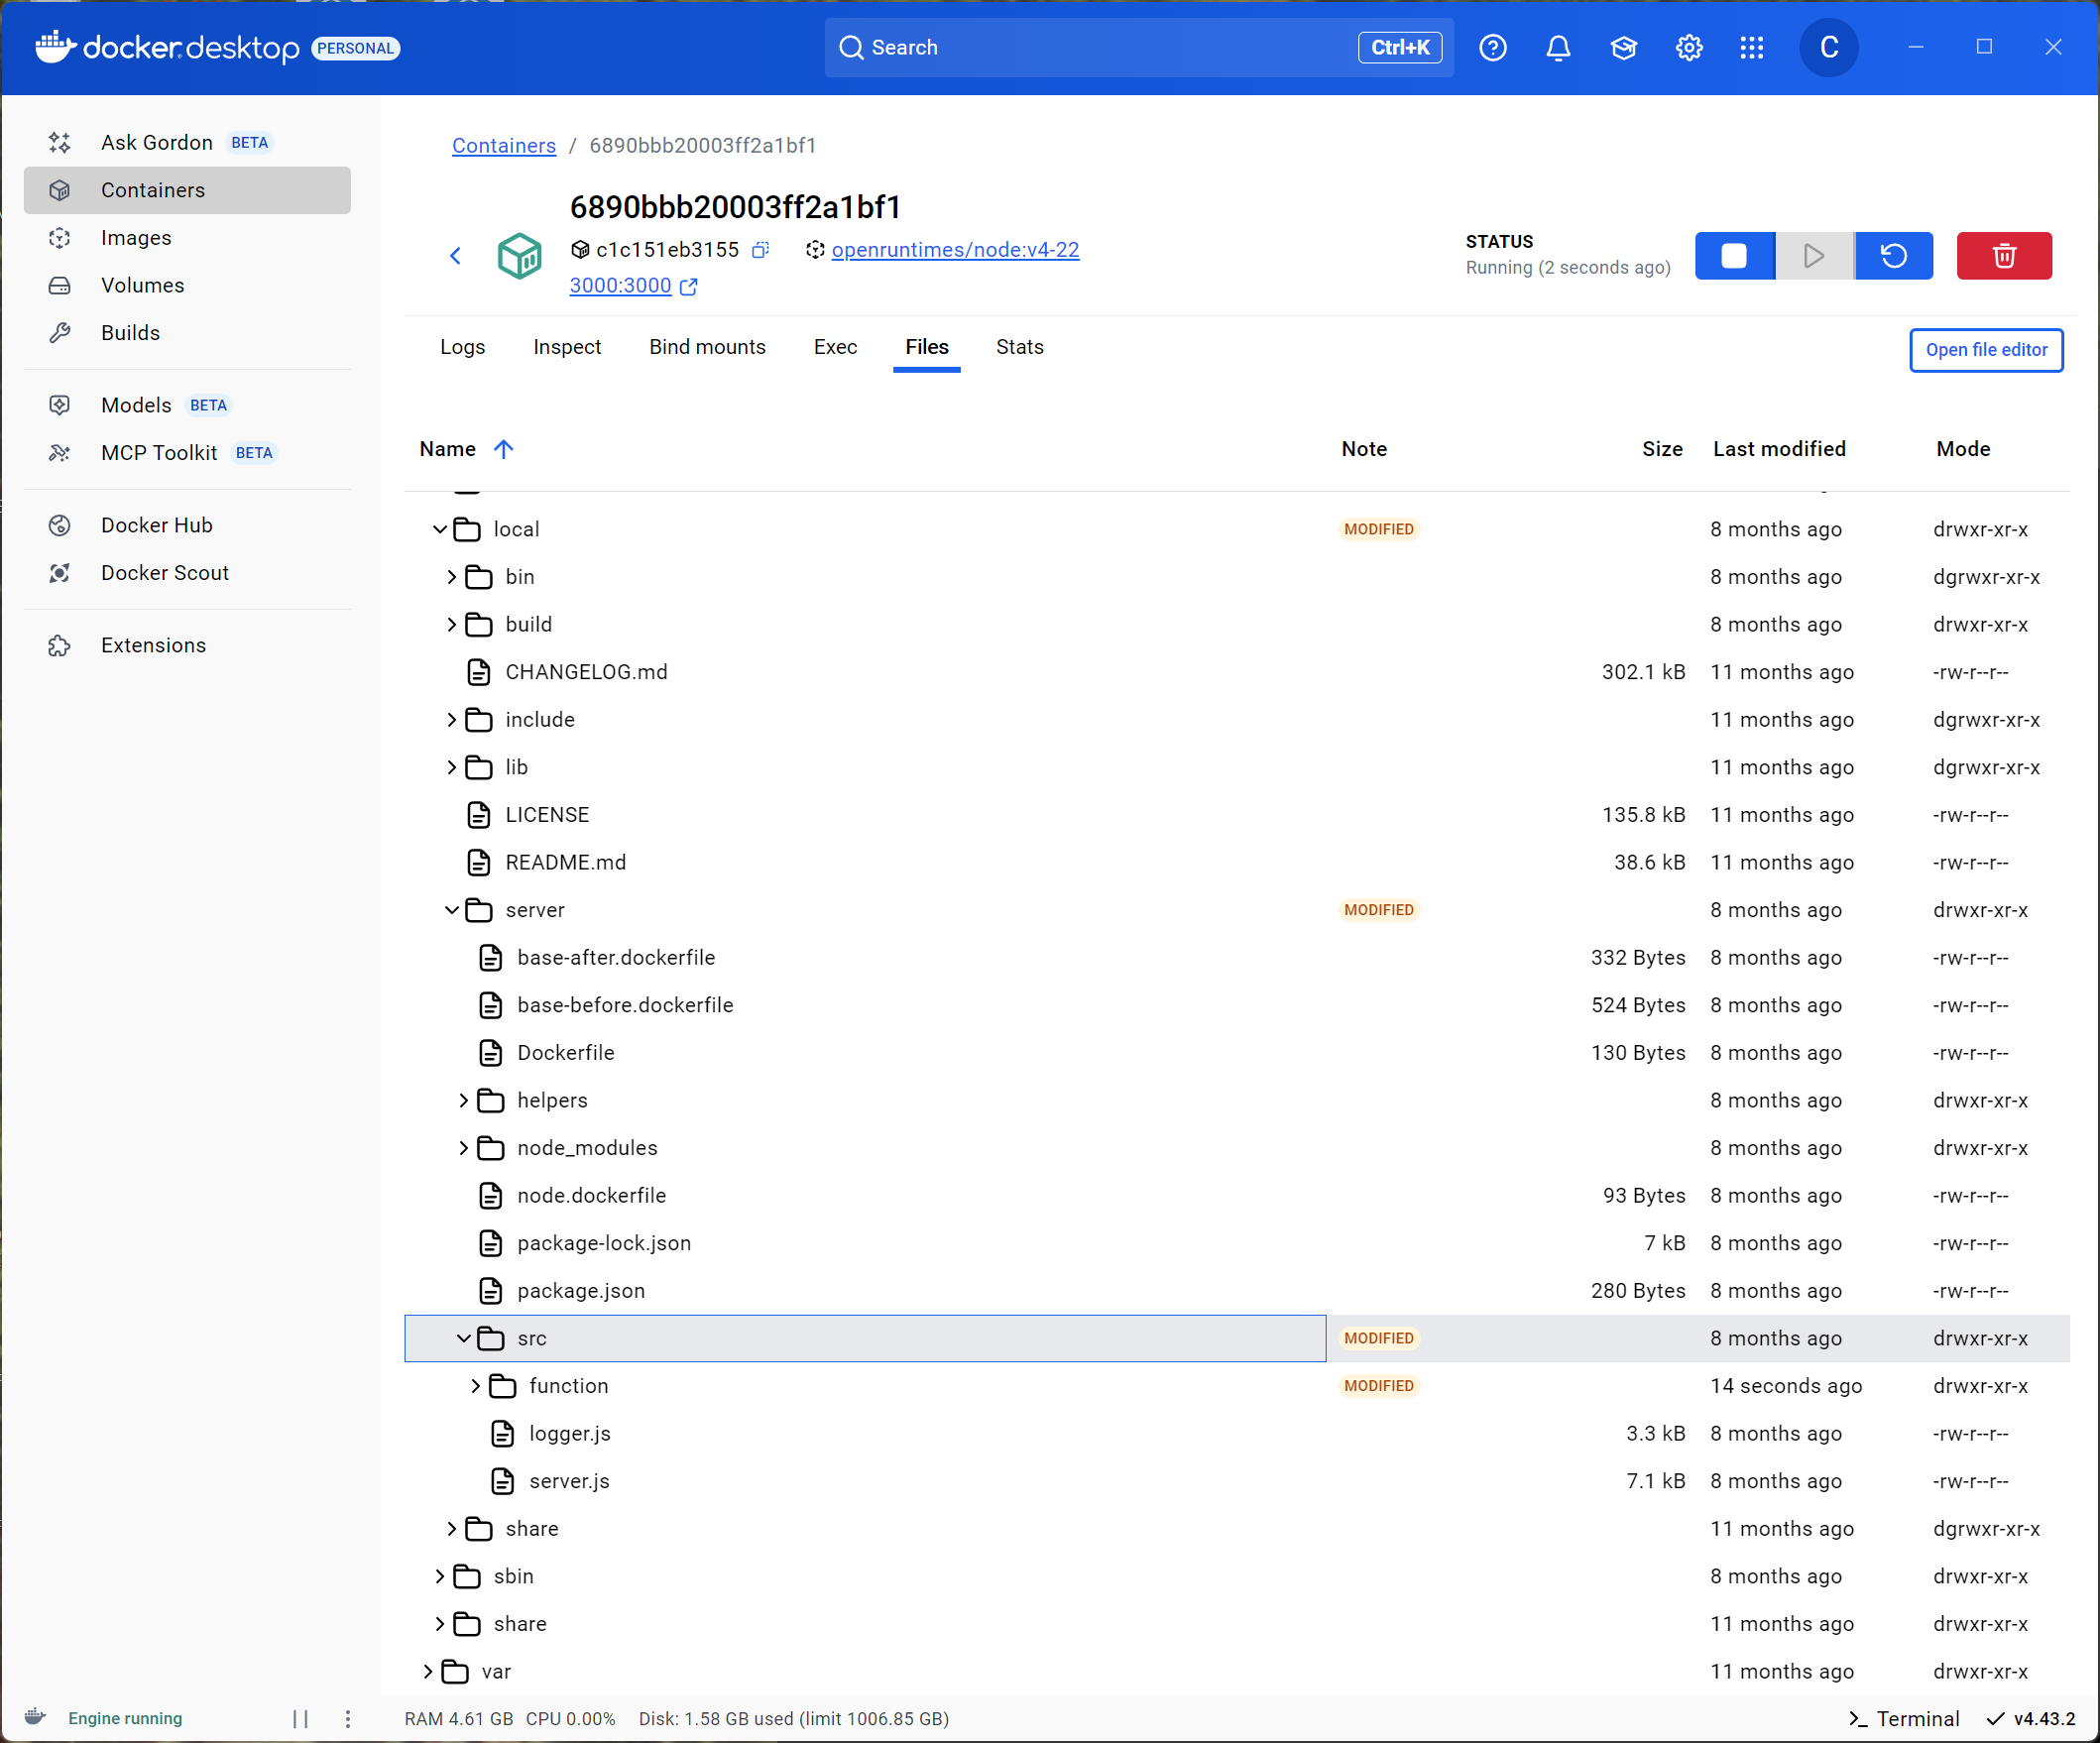 docker.desktop PERSONAL
Search Ctrl+K
C
Ask Gordon BETA
Containers
Images
Volumes
Builds
Models BETA
MCP Toolkit BETA
Docker Hub
Docker Scout
Extensions
Containers / 6890bbb20003ff2a1bf1
6890bbb20003ff2a1bf1
c1c151eb3155 openruntimes/node:v4-22
3000:3000
STATUS
Running (2 seconds ago)
Logs Inspect Bind mounts Exec Files Stats
Open file editor
Name Note Size Last modified Mode
local MODIFIED 8 months ago drwxr-xr-x
bin 8 months ago dgrwxr-xr-x
build 8 months ago drwxr-xr-x
CHANGELOG.md 302.1 kB 11 months ago -rw-r--r--
include 11 months ago dgrwxr-xr-x
lib 11 months ago dgrwxr-xr-x
LICENSE 135.8 kB 11 months ago -rw-r--r--
README.md 38.6 kB 11 months ago -rw-r--r--
server MODIFIED 8 months ago drwxr-xr-x
base-after.dockerfile 332 Bytes 8 months ago -rw-r--r--
base-before.dockerfile 524 Bytes 8 months ago -rw-r--r--
Dockerfile 130 Bytes 8 months ago -rw-r--r--
helpers 8 months ago drwxr-xr-x
node_modules 8 months ago drwxr-xr-x
node.dockerfile 93 Bytes 8 months ago -rw-r--r--
package-lock.json 7 kB 8 months ago -rw-r--r--
package.json 280 Bytes 8 months ago -rw-r--r--
src MODIFIED 8 months ago drwxr-xr-x
function MODIFIED 14 seconds ago drwxr-xr-x
logger.js 3.3 kB 8 months ago -rw-r--r--
server.js 7.1 kB 8 months ago -rw-r--r--
share 11 months ago dgrwxr-xr-x
sbin 8 months ago drwxr-xr-x
share 11 months ago drwxr-xr-x
var 11 months ago drwxr-xr-x
Engine running
RAM 4.61 GB CPU 0.00% Disk: 1.58 GB used (limit 1006.85 GB)
Terminal v4.43.2